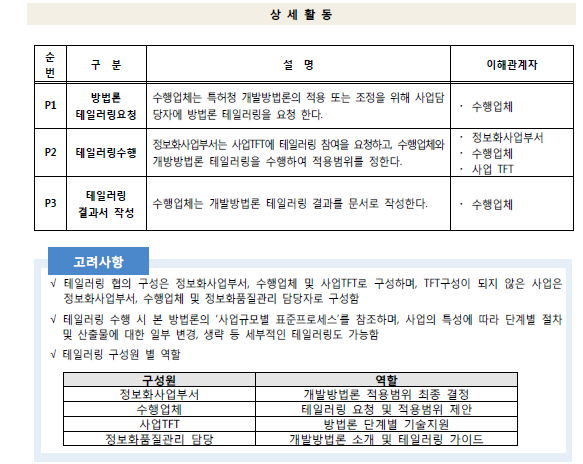 상 세 활 동
순
번
구 분
설 명
이해관계자
P1
방법론
테일러링요청
수행업체는 특허청 개발방법론의 적용 또는 조정을 위해 사업담
당자에 방법론 테일러링을 요청 한다.
· 수행업체
P2
테일러링수행
정보화사업부서는 사업TFT에 테일러링 참여을 요청하고, 수행업체와
개방방법론 테일러링을 수행하여 적용범위를 정한다.
· 정보화사업부서
· 수행업체
· 사업 TFT
P3
테일러링
결과서 작성
수행업체는 개발방법론 테일러링 결과를 문서로 작성한다.
· 수행업체
고려사항
√ 테일러링 협의 구성은 정보화사업부서, 수행업체 및 사업TFT로 구성하며, TFT구성이 되지 않은 사업은
정보화사업부서, 수행업체 및 정보화품질관리 담당자로 구성함
√ 테일러링 수행 시 본 방법론의 '사업규모별 표준프로세스'를 참조하며, 사업의 특성에 따라 단계별 절차
및 산출물에 대한 일부 변경, 생략 등 세부적인 테일러링도 가능함
√ 테일러링 구성원 별 역할
구성원 역할
정보화사업부서 개발방법론 적용범위 최종 결정
수행업체 테일러링 요청 및 적용범위 제안
사업TFT 방법론 단계별 기술지원
정보화품질관리 담당 개발방법론 소개 및 테일러링 가이드